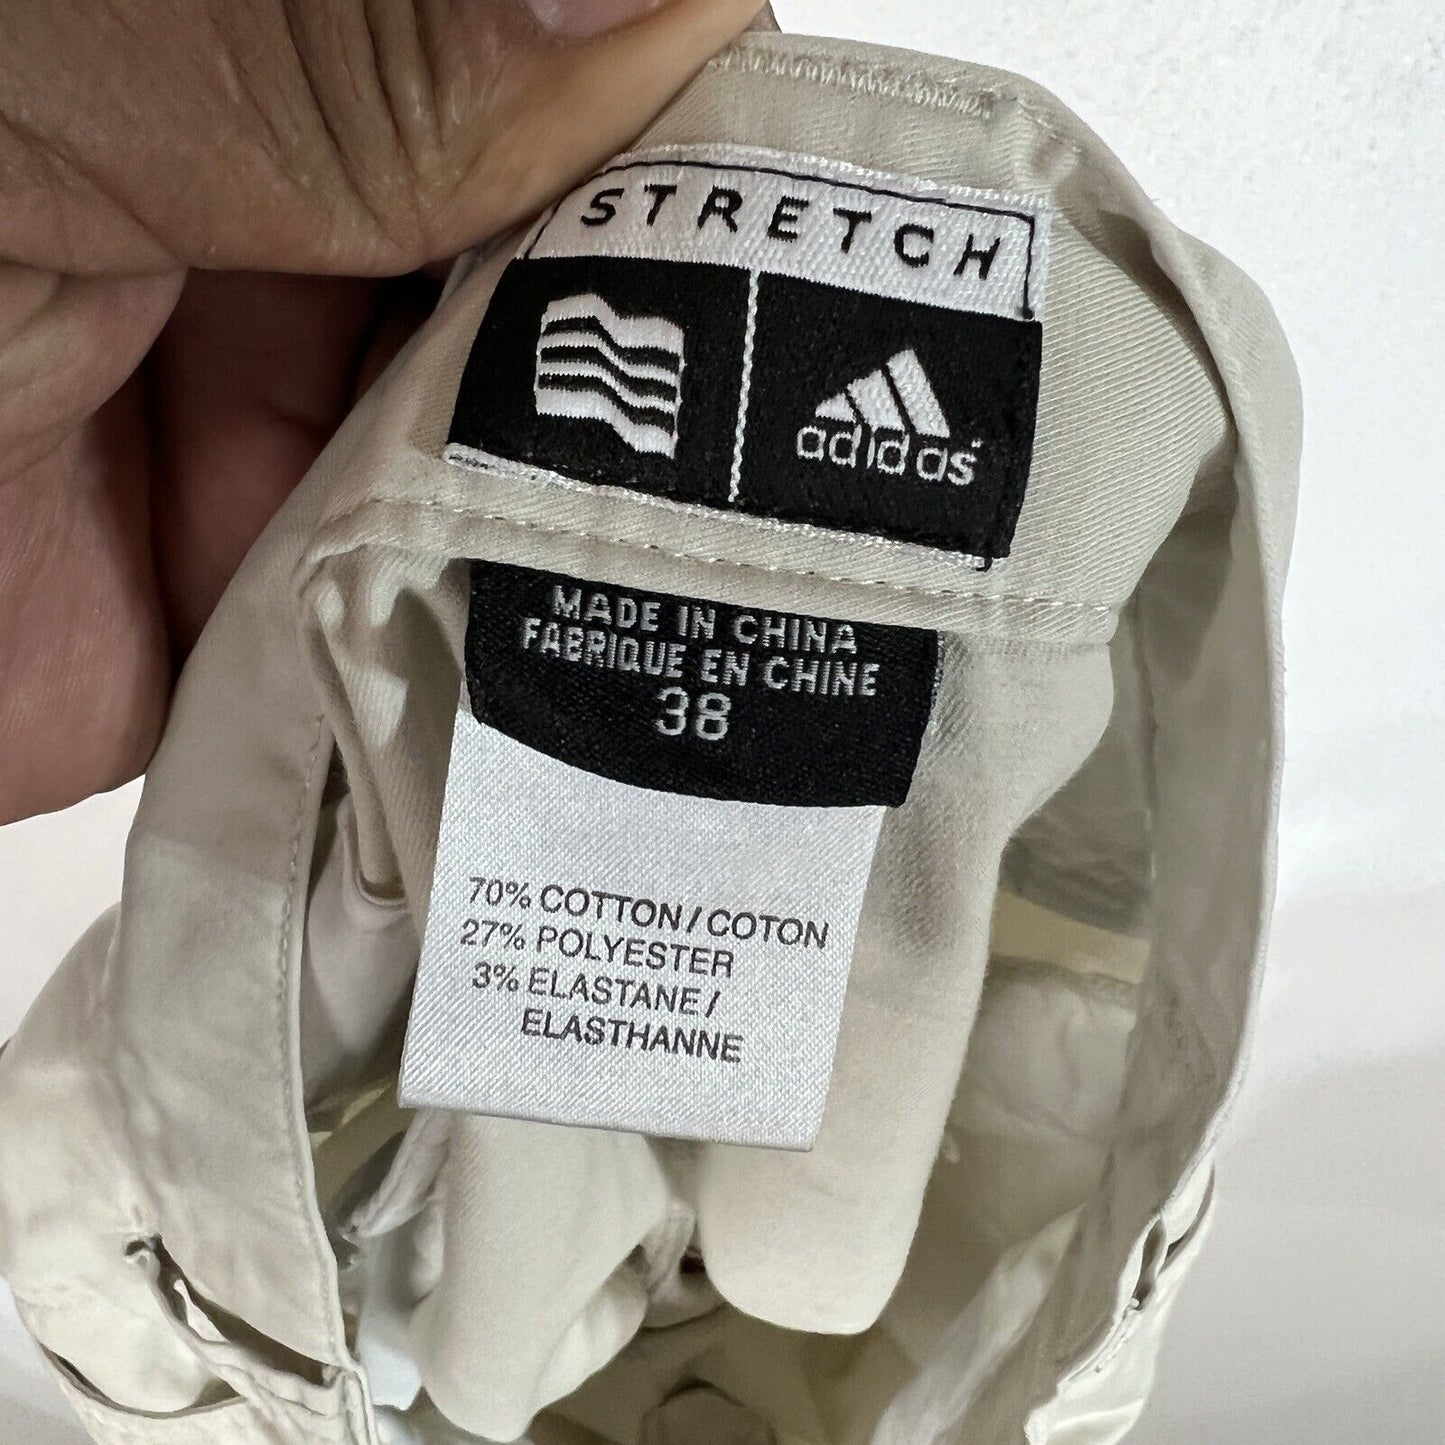 STRETCH
adidas
MADE IN CHINA
FABRIQUE EN CHINE
38
70% COTTON / COTON
27% POLYESTER
3% ELASTANE /
ELASTHANNE